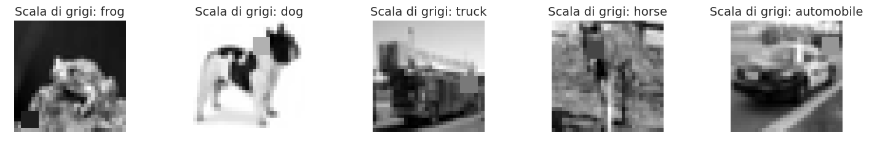 Scala di grigi: frog
Scala di grigi: dog
Scala di grigi: truck
Scala di grigi: horse
Scala di grigi: automobile